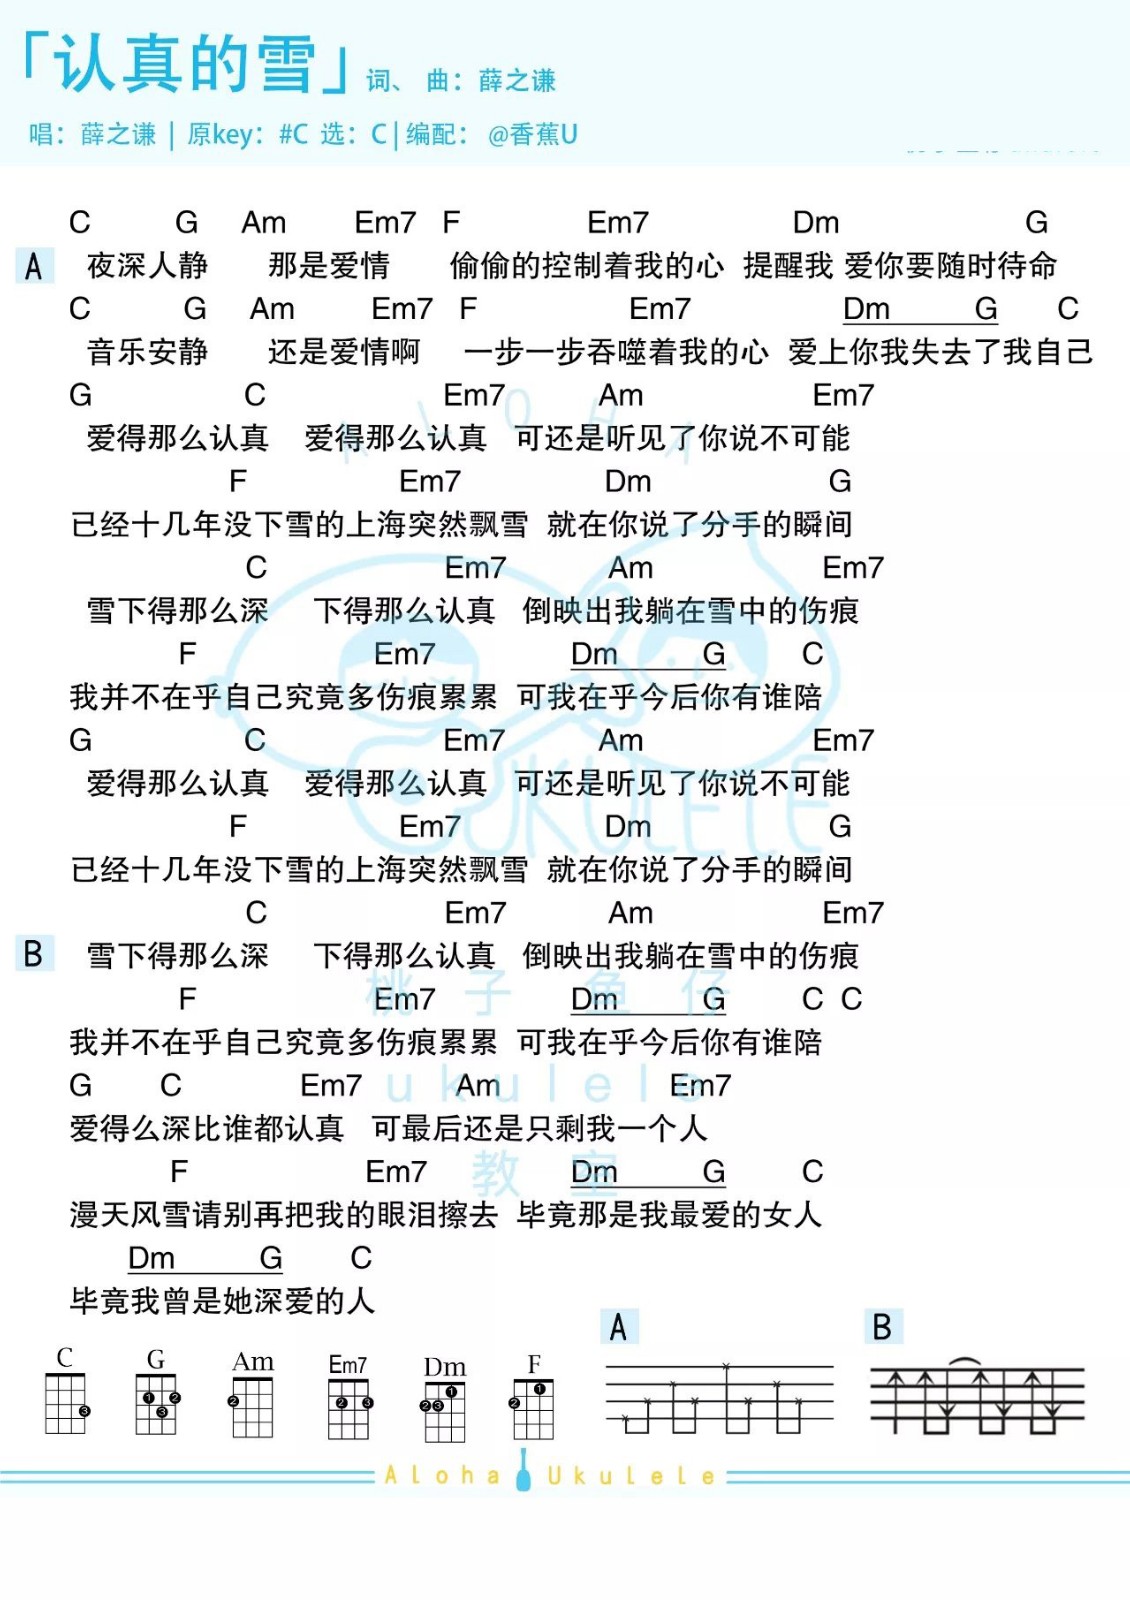 「认真的雪」词、 曲：薛之谦
唱：薛之谦 | 原key：#C 选：C | 编配： @香蕉U
C G Am Em7 F Em7 Dm G
A 夜深人静 那是爱情 偷偷的控制着我的心 提醒我 爱你要随时待命
C G Am Em7 F Em7 Dm G C
音乐安静 还是爱情啊 一步一步吞噬着我的心 爱上你我失去了我自己
G C Em7 Am Em7
爱得那么认真 爱得那么认真 可还是听见了你说不可能
F Em7 Dm G
已经十几年没下雪的上海突然飘雪 就在你说了分手的瞬间
C Em7 Am Em7
雪下得那么深 下得那么认真 倒映出我躺在雪中的伤痕
F Em7 Dm G C
我并不在乎自己究竟多伤痕累累 可我在乎今后你有谁陪
G C Em7 Am Em7
爱得那么认真 爱得那么认真 可还是听见了你说不可能
F Em7 Dm G
已经十几年没下雪的上海突然飘雪 就在你说了分手的瞬间
C Em7 Am Em7
B 雪下得那么深 下得那么认真 倒映出我躺在雪中的伤痕
F Em7 Dm G C C
我并不在乎自己究竟多伤痕累累 可我在乎今后你有谁陪
G C Em7 Am Em7
爱得么深比谁都认真 可最后还是只剩我一个人
F Em7 Dm G C
漫天风雪请别再把我的眼泪擦去 毕竟那是我最爱的女人
Dm G C
毕竟我曾是她深爱的人
A B
C G Am Em7 Dm F
3
1 2 3
2
2 3
1 2 3
1 2
Aloha Ukulele
ALOHA
UKULELE
桃子鱼仔
ukulele
教室